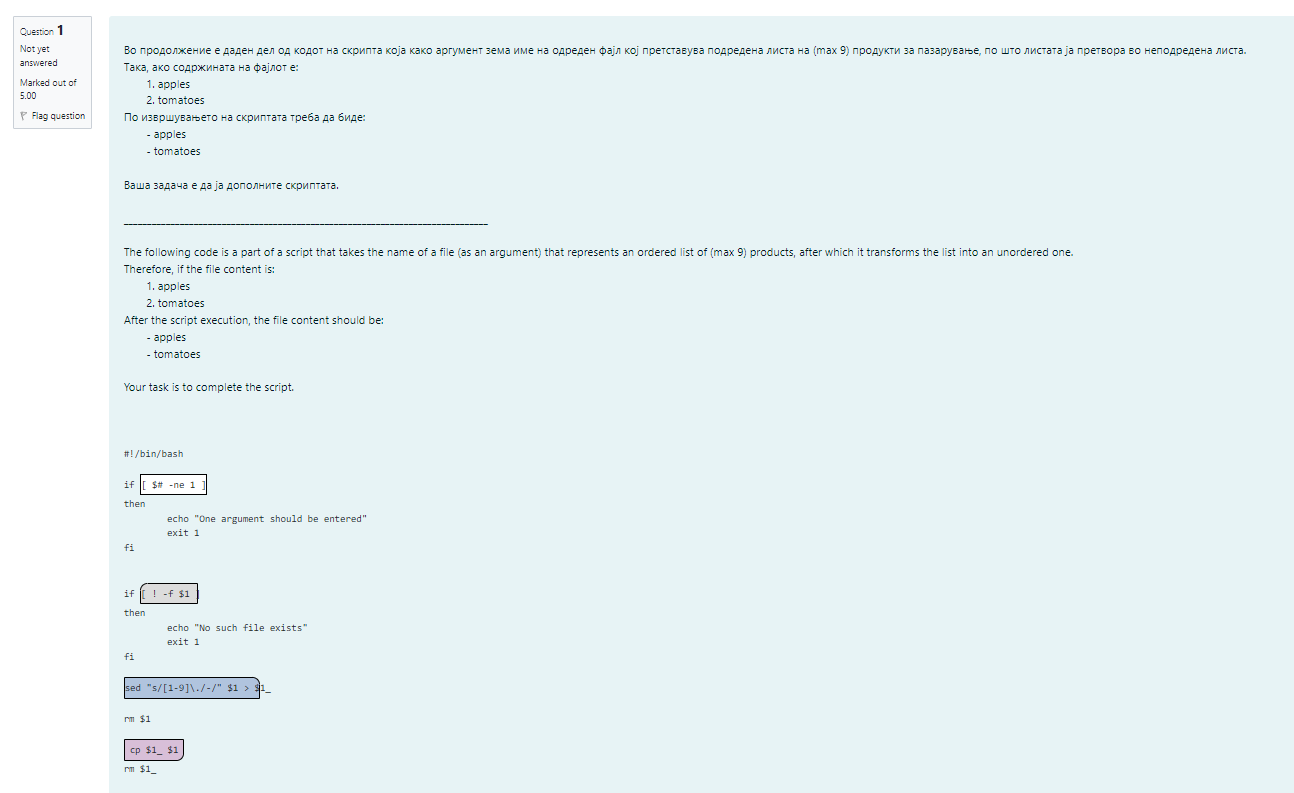 Question 1
Not yet
answered
Marked out of
5.00
Flag question
Во продолжение е даден дел од кодот на скрипта која како аргумент зема име на одреден фајл кој претставува подредена листа на (max 9) продукти за пазарување, по што листата ја претвора во неподредена листа.
Така, ако содржината на фајлот е:
1. apples
2. tomatoes
По извршувањето на скриптата треба да биде:
- apples
- tomatoes
Ваша задача е да ја дополните скриптата.
The following code is a part of a script that takes the name of a file (as an argument) that represents an ordered list of (max 9) products, after which it transforms the list into an unordered one.
Therefore, if the file content is:
1. apples
2. tomatoes
After the script execution, the file content should be:
- apples
- tomatoes
Your task is to complete the script.
#!/bin/bash
if [ $# -ne 1 ]
then
echo "One argument should be entered"
exit 1
fi
if [ ! -f $1 ]
then
echo "No such file exists"
exit 1
fi
sed "s/[1-9]\./-/" $1 > $1_
rm $1
cp $1_ $1
rm $1_